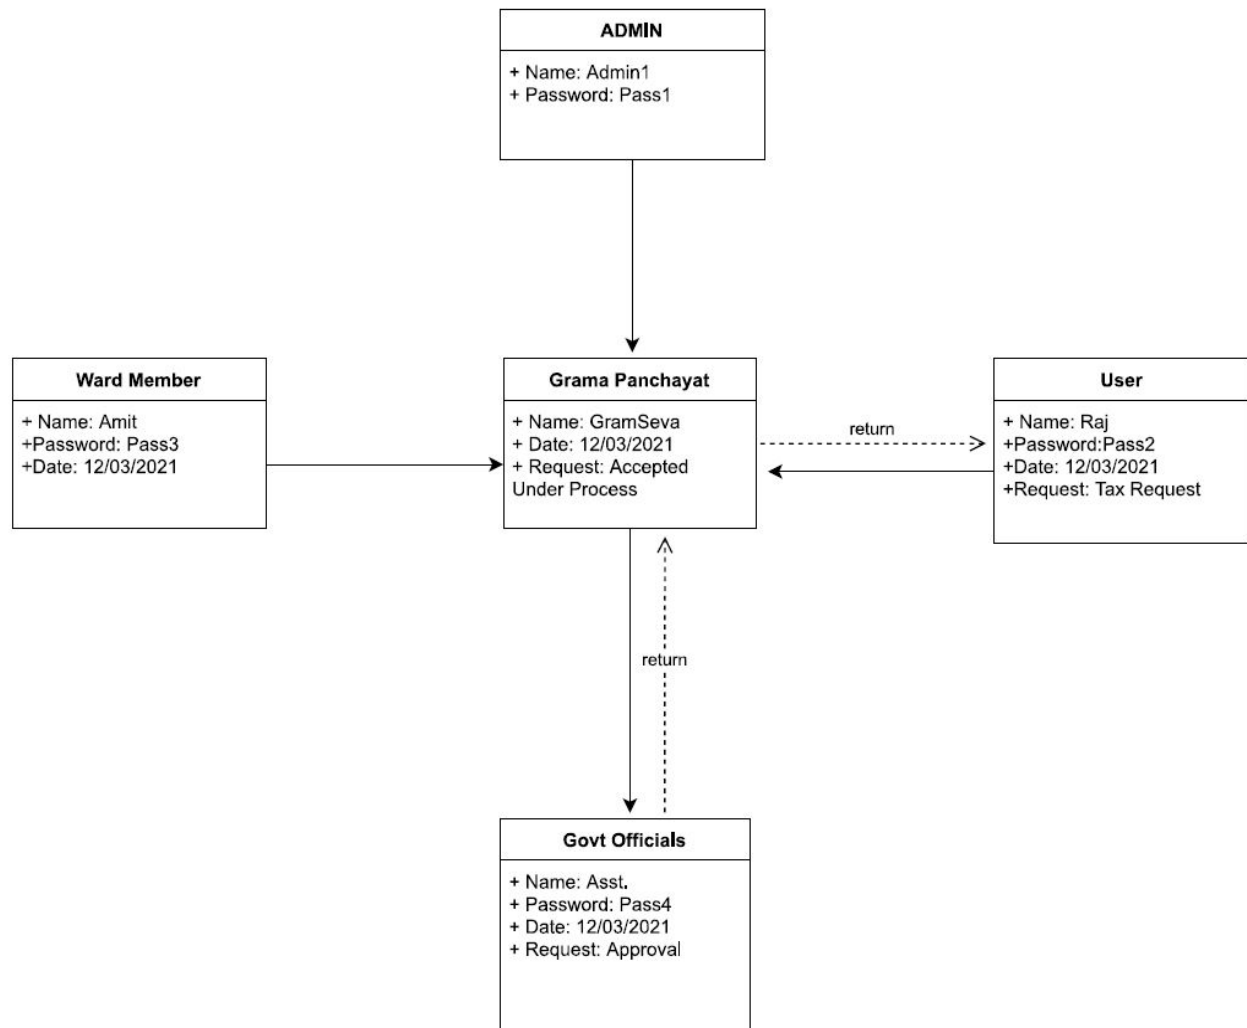 ADMIN
+ Name: Admin1
+ Password: Pass1
Ward Member
+ Name: Amit
+Password: Pass3
+Date: 12/03/2021
Grama Panchayat
+ Name: GramSeva
+ Date: 12/03/2021
+ Request: Accepted
Under Process
return
User
+ Name: Raj
+Password:Pass2
+Date: 12/03/2021
+Request: Tax Request
return
Govt Officials
+ Name: Asst.
+ Password: Pass4
+ Date: 12/03/2021
+ Request: Approval